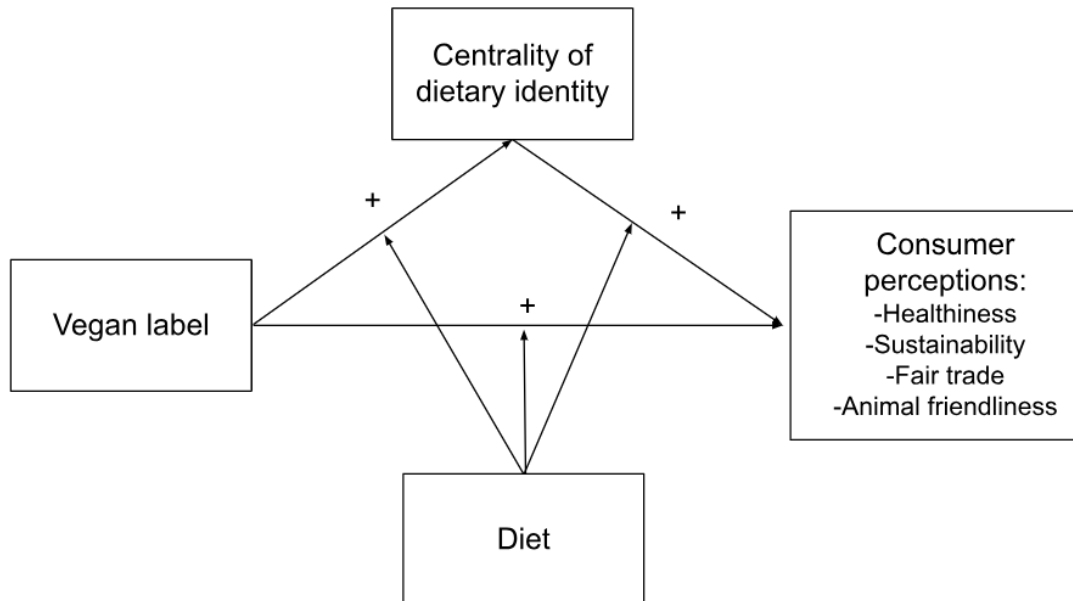 Centrality of
dietary identity
+
+
Vegan label
+
Consumer
perceptions:
-Healthiness
-Sustainability
-Fair trade
-Animal friendliness
Diet